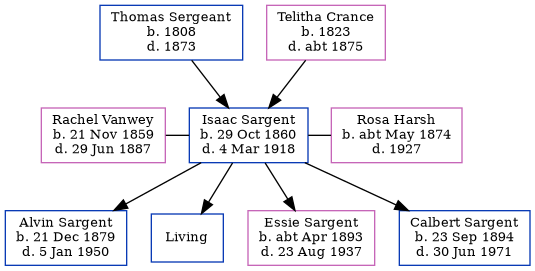 Thomas Sergeant
b. 1808
d. 1873
Telitha Crance
b. 1823
d. abt 1875
Rachel Vanwey
b. 21 Nov 1859
d. 29 Jun 1887
Isaac Sargent
b. 29 Oct 1860
d. 4 Mar 1918
Rosa Harsh
b. abt May 1874
d. 1927
Alvin Sargent
b. 21 Dec 1879
d. 5 Jan 1950
Living
Essie Sargent
b. abt Apr 1893
d. 23 Aug 1937
Calbert Sargent
b. 23 Sep 1894
d. 30 Jun 1971